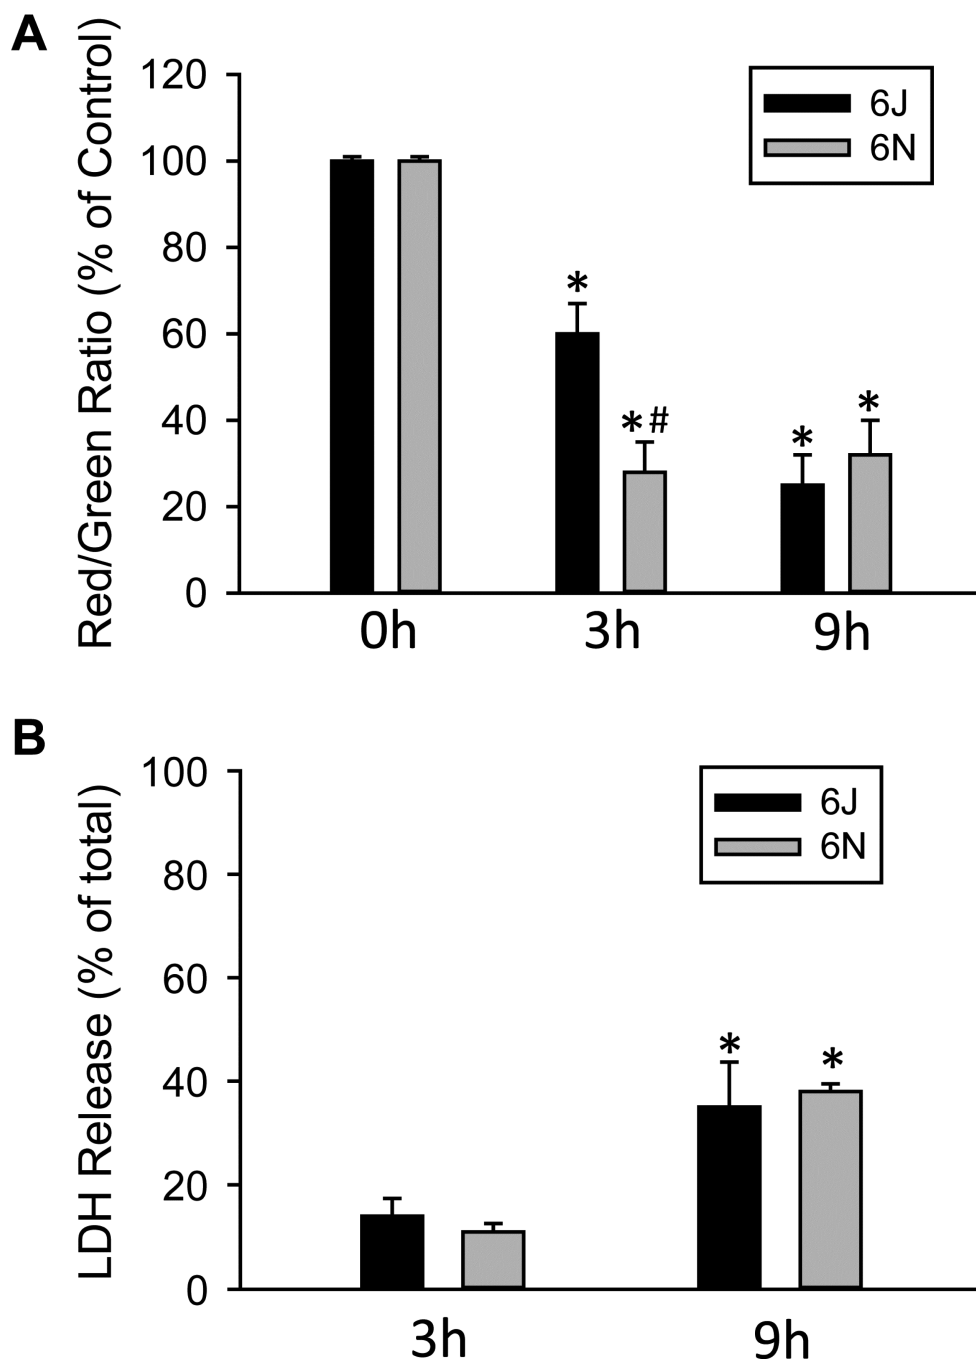 A
Red/Green Ratio (% of Control)
120
100
80
60
40
20
0
6J
6N
*
*#
*
*
0h 3h 9h
B
LDH Release (% of total)
100
80
60
40
20
0
6J
6N
*
*
3h 9h